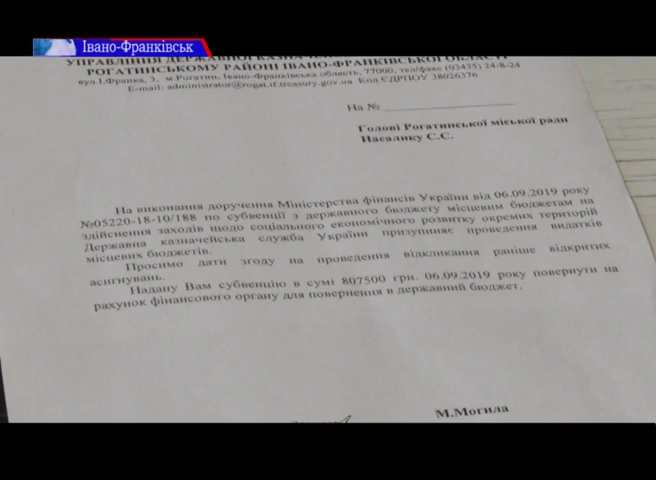 Івано-Франківськ
УПРАВЛІННЯ ДЕРЖАВНОЇ
РОГАТИНСЬКОМУ РАЙОНІ ІВАНО-ФРАНКІВСЬКОЇ ОБЛАСТІ
вул.І.Франка, 3, м.Рогатин, Івано-Франківська область, 77000, тел/факс (03435) 24-8-24
E-mail: administrator@rogat.if.treasury.gov.ua Код ЄДРПОУ 38026376
На №
Голові Рогатинської міської ради
Насалику С.С.
На виконання доручення Міністерства фінансів України від 06.09.2019 року
№05220-18-10/188 по субвенції з державного бюджету місцевим бюджетам на
здійснення заходів щодо соціального економічного розвитку окремих територій
Державна казначейська служба України призупиняє проведення видатків
місцевих бюджетів.
Просимо дати згоду на проведення відкликання раніше відкритих
асигнувань.
Надану Вам субвенцію в сумі 807500 грн. 06.09.2019 року повернути на
рахунок фінансового органу для повернення в державний бюджет.
М.Могила